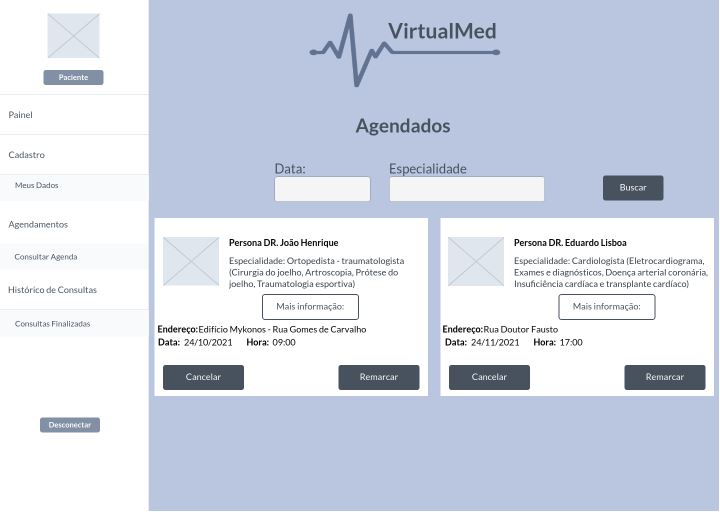 Paciente
Painel
Cadastro
Meus Dados
Agendamentos
Consultar Agenda
Histórico de Consultas
Consultas Finalizadas
Desconectar
VirtualMed
Agendados
Data:
Especialidade
Buscar
Persona DR. João Henrique
Especialidade: Ortopedista - traumatologista
(Cirurgia do joelho, Artroscopia, Prótese do
joelho, Traumatologia esportiva)
Mais informação:
Endereço:Edifício Mykonos - Rua Gomes de Carvalho
Data: 24/10/2021 Hora: 09:00
Cancelar
Remarcar
Persona DR. Eduardo Lisboa
Especialidade: Cardiologista (Eletrocardiograma,
Exames e diagnósticos, Doença arterial coronária,
Insuficiência cardíaca e transplante cardíaco)
Mais informação:
Endereço:Rua Doutor Fausto
Data: 24/11/2021 Hora: 17:00
Cancelar
Remarcar